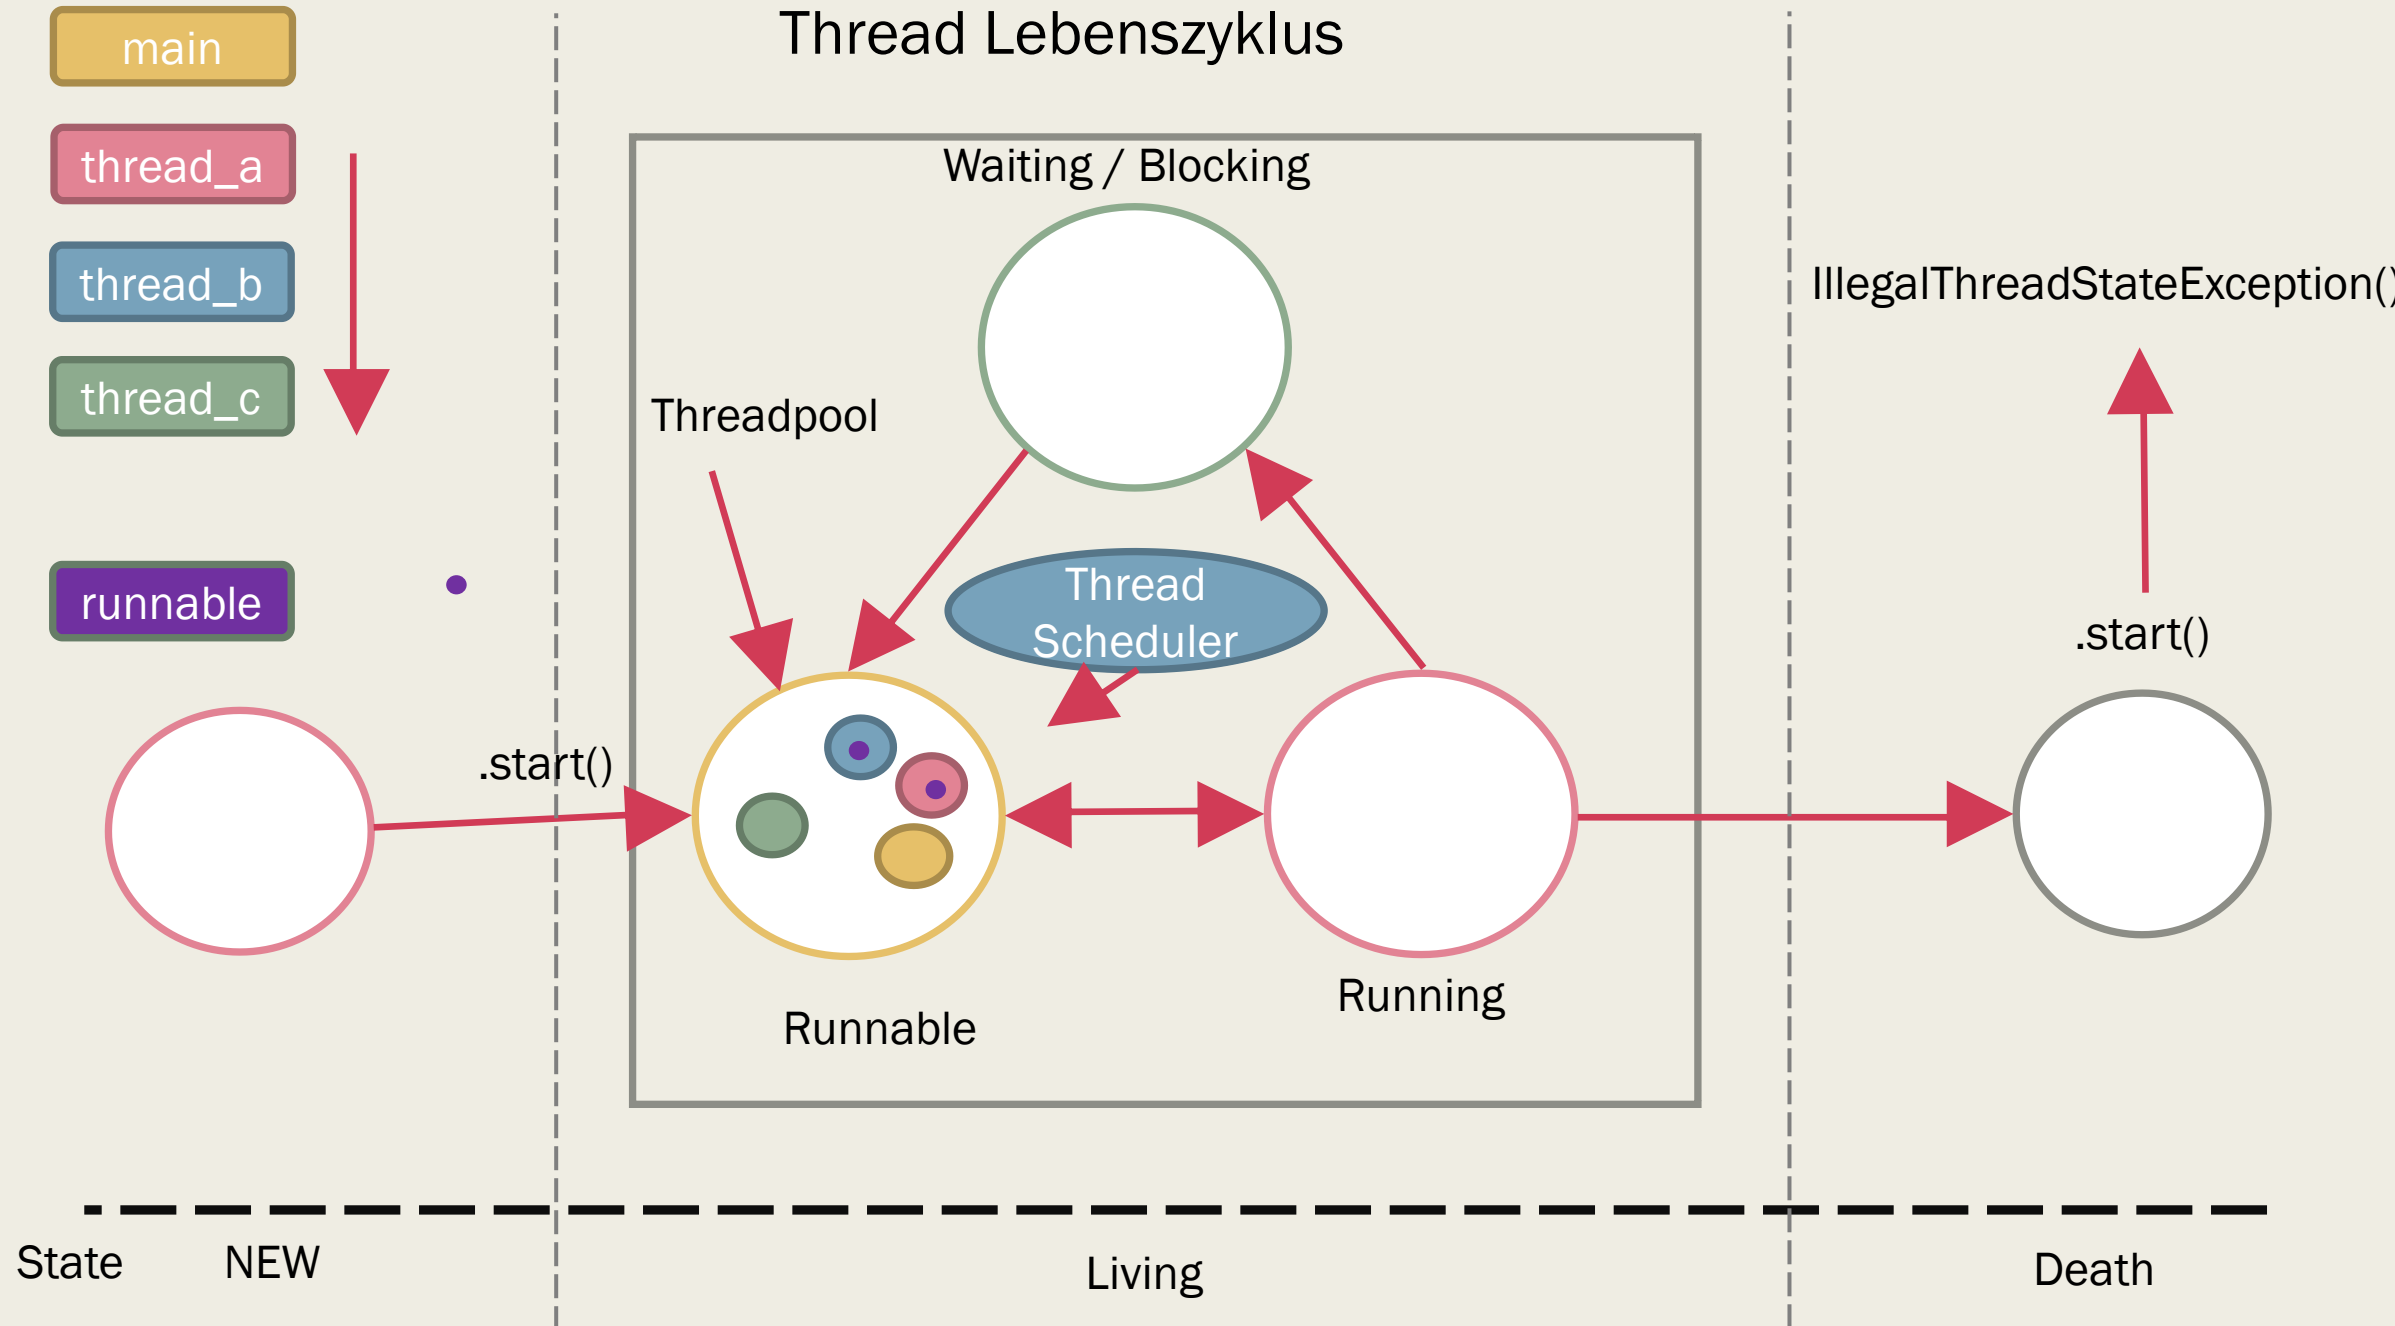 Thread Lebenszyklus
main
thread_a
thread_b
thread_c
runnable
.start()
Waiting / Blocking
Threadpool
Thread
Scheduler
Runnable
Running
IllegalThreadStateException()
.start()
State
NEW
Living
Death